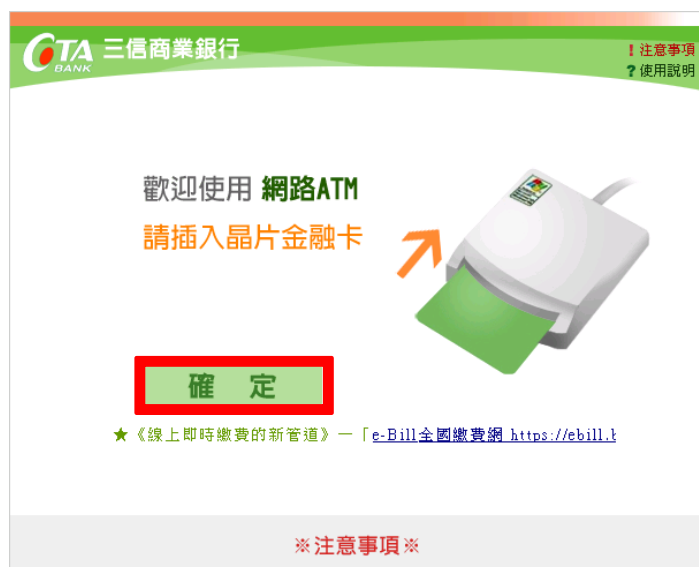 CTA 三信商業銀行
BANK
! 注意事項
? 使用說明
歡迎使用 網路ATM
請插入晶片金融卡
確 定
★《線上即時繳費的新管道》—「e-Bill全國繳費網 https://ebill.b
※注意事項※